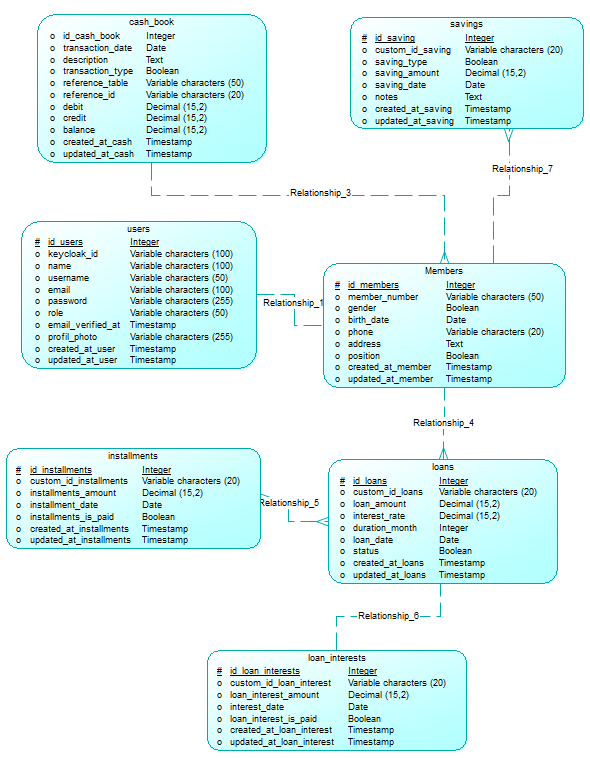 cash_book
o id_cash_book Integer
o transaction_date Date
o description Text
o transaction_type Boolean
o reference_table Variable characters (50)
o reference_id Variable characters (20)
o debit Decimal (15,2)
o credit Decimal (15,2)
o balance Decimal (15,2)
o created_at_cash Timestamp
o updated_at_cash Timestamp
savings
# id_saving Integer
o custom_id_saving Variable characters (20)
o saving_type Boolean
o saving_amount Decimal (15,2)
o saving_date Date
o notes Text
o created_at_saving Timestamp
o updated_at_saving Timestamp
Relationship_7
Relationship_3
users
# id_users Integer
o keycloak_id Variable characters (100)
o name Variable characters (100)
o username Variable characters (50)
o email Variable characters (100)
o password Variable characters (255)
o role Variable characters (50)
o email_verified_at Timestamp
o profil_photo Variable characters (255)
o created_at_user Timestamp
o updated_at_user Timestamp
Relationship_1
Members
# id_members Integer
o member_number Variable characters (50)
o gender Boolean
o birth_date Date
o phone Variable characters (20)
o address Text
o position Boolean
o created_at_member Timestamp
o updated_at_member Timestamp
Relationship_4
installments
# id_installments Integer
o custom_id_installments Variable characters (20)
o installments_amount Decimal (15,2)
o installment_date Date
o installments_is_paid Boolean
o created_at_installments Timestamp
o updated_at_installments Timestamp
Relationship_5
loans
# id_loans Integer
o custom_id_loans Variable characters (20)
o loan_amount Decimal (15,2)
o interest_rate Decimal (15,2)
o duration_month Integer
o loan_date Date
o status Boolean
o created_at_loans Timestamp
o updated_at_loans Timestamp
Relationship_6
loan_interests
# id_loan_interests Integer
o custom_id_loan_interest Variable characters (20)
o loan_interest_amount Decimal (15,2)
o interest_date Date
o loan_interest_is_paid Boolean
o created_at_loan_interest Timestamp
o updated_at_loan_interest Timestamp